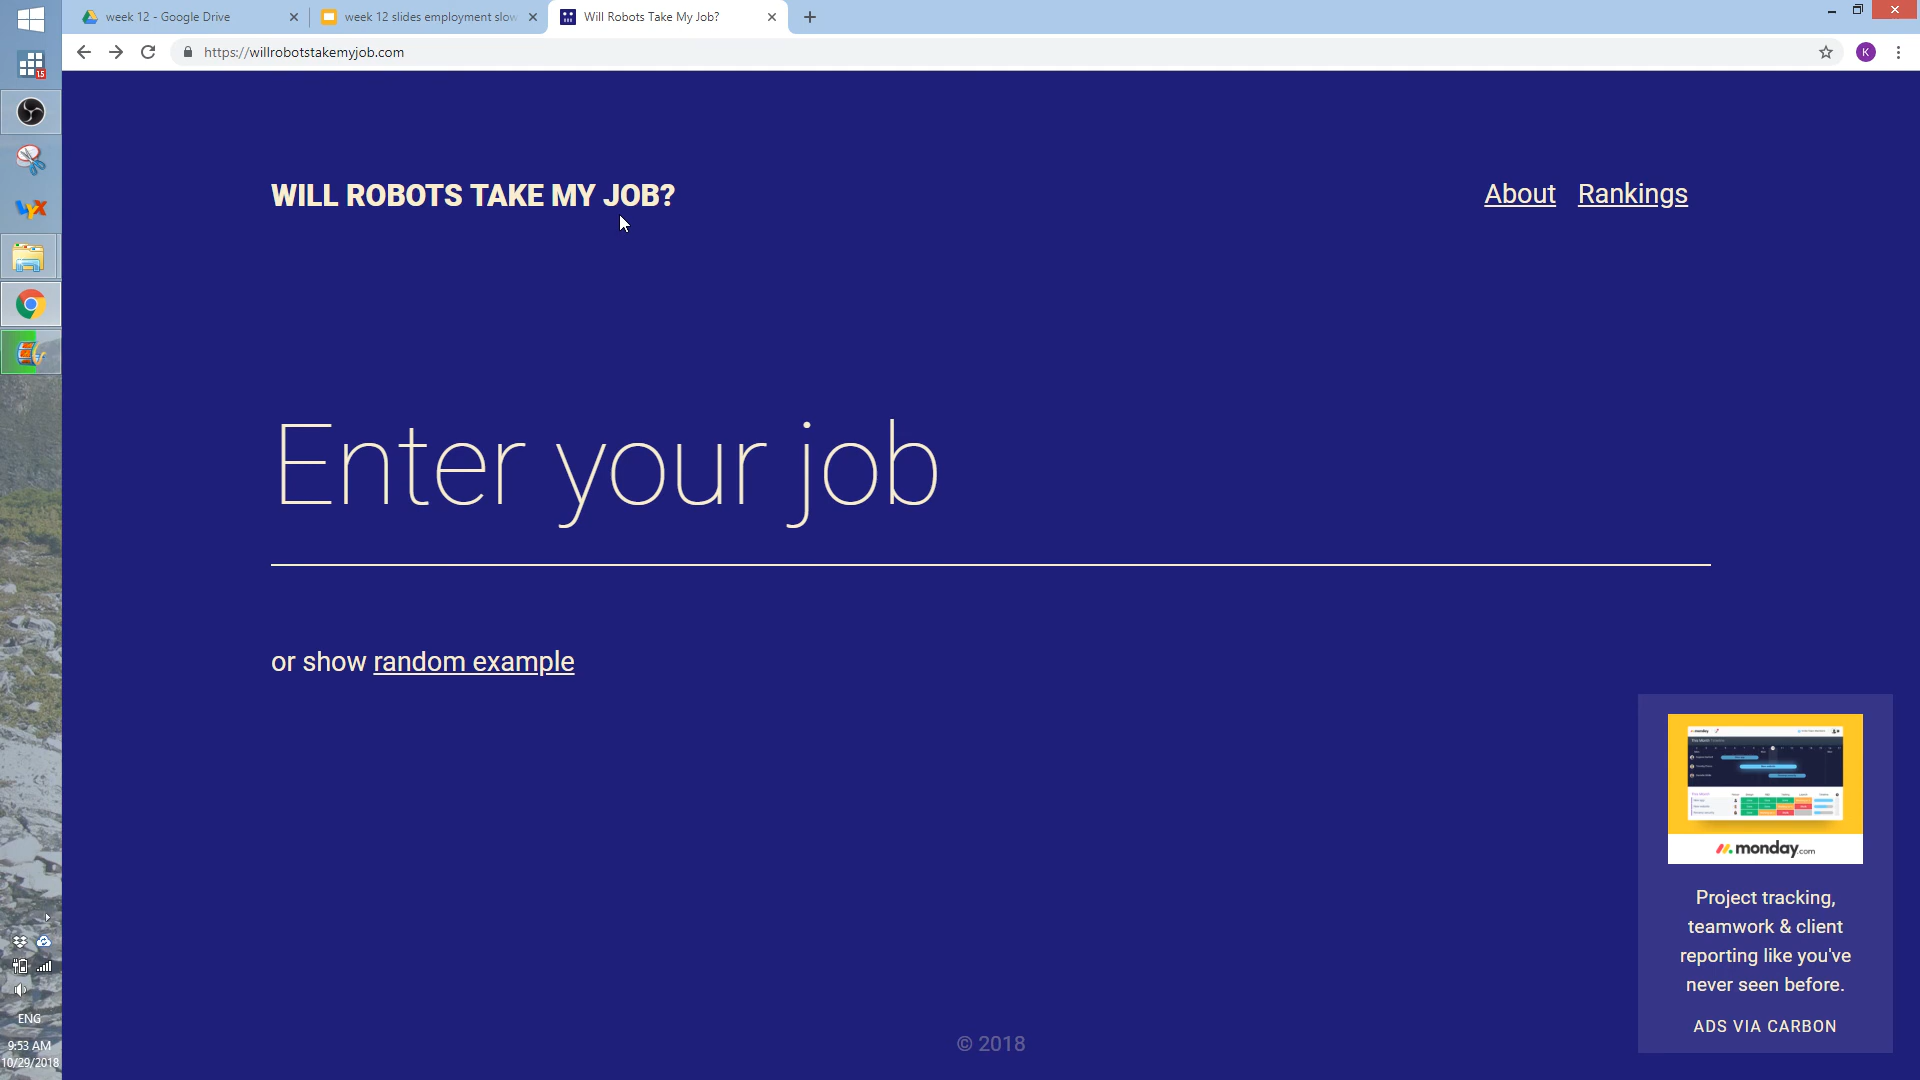 week 12 - Google Drive
week 12 slides employment slow
Will Robots Take My Job?
https://willrobotstakemyjob.com
K
15
LYX
WILL ROBOTS TAKE MY JOB?
About
Rankings
Enter your job
or show random example
monday.com
Project tracking,
teamwork & client
reporting like you've
never seen before.
ADS VIA CARBON
© 2018
ENG
9:53 AM
10/29/2018